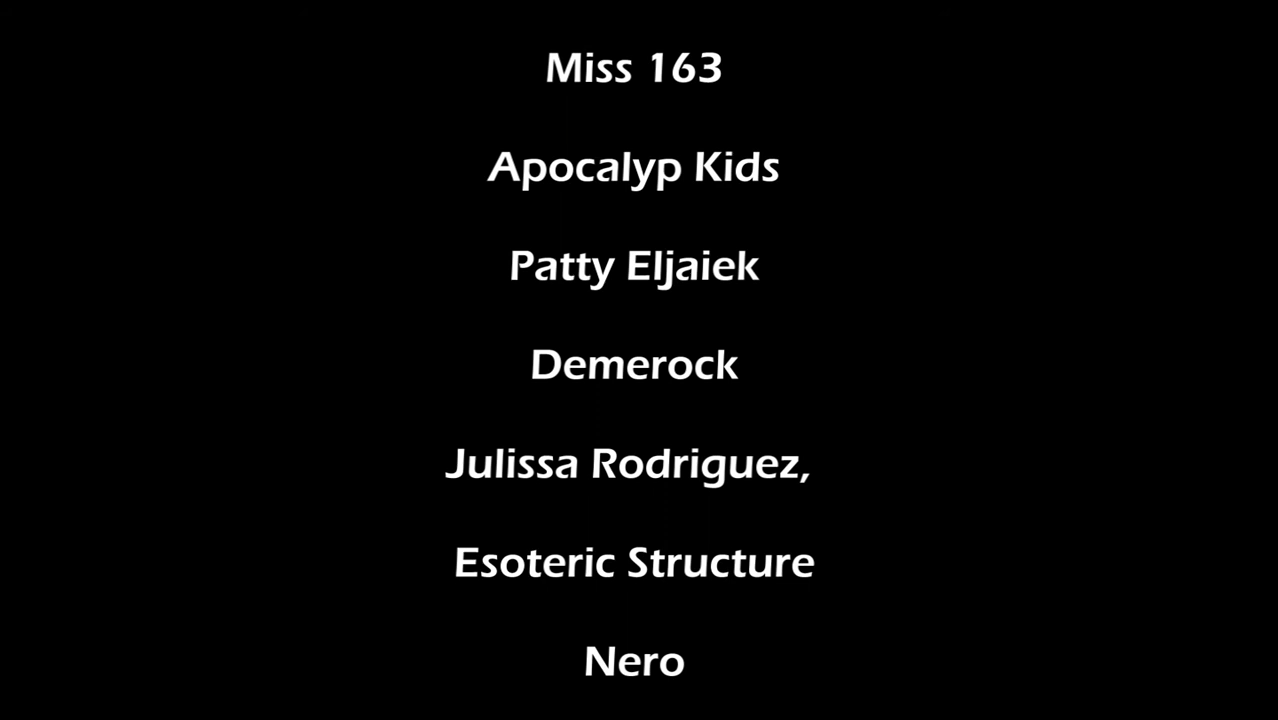 Miss 163
Apocalyp Kids
Patty Eljaiek
Demerock
Julissa Rodriguez,
Esoteric Structure
Nero